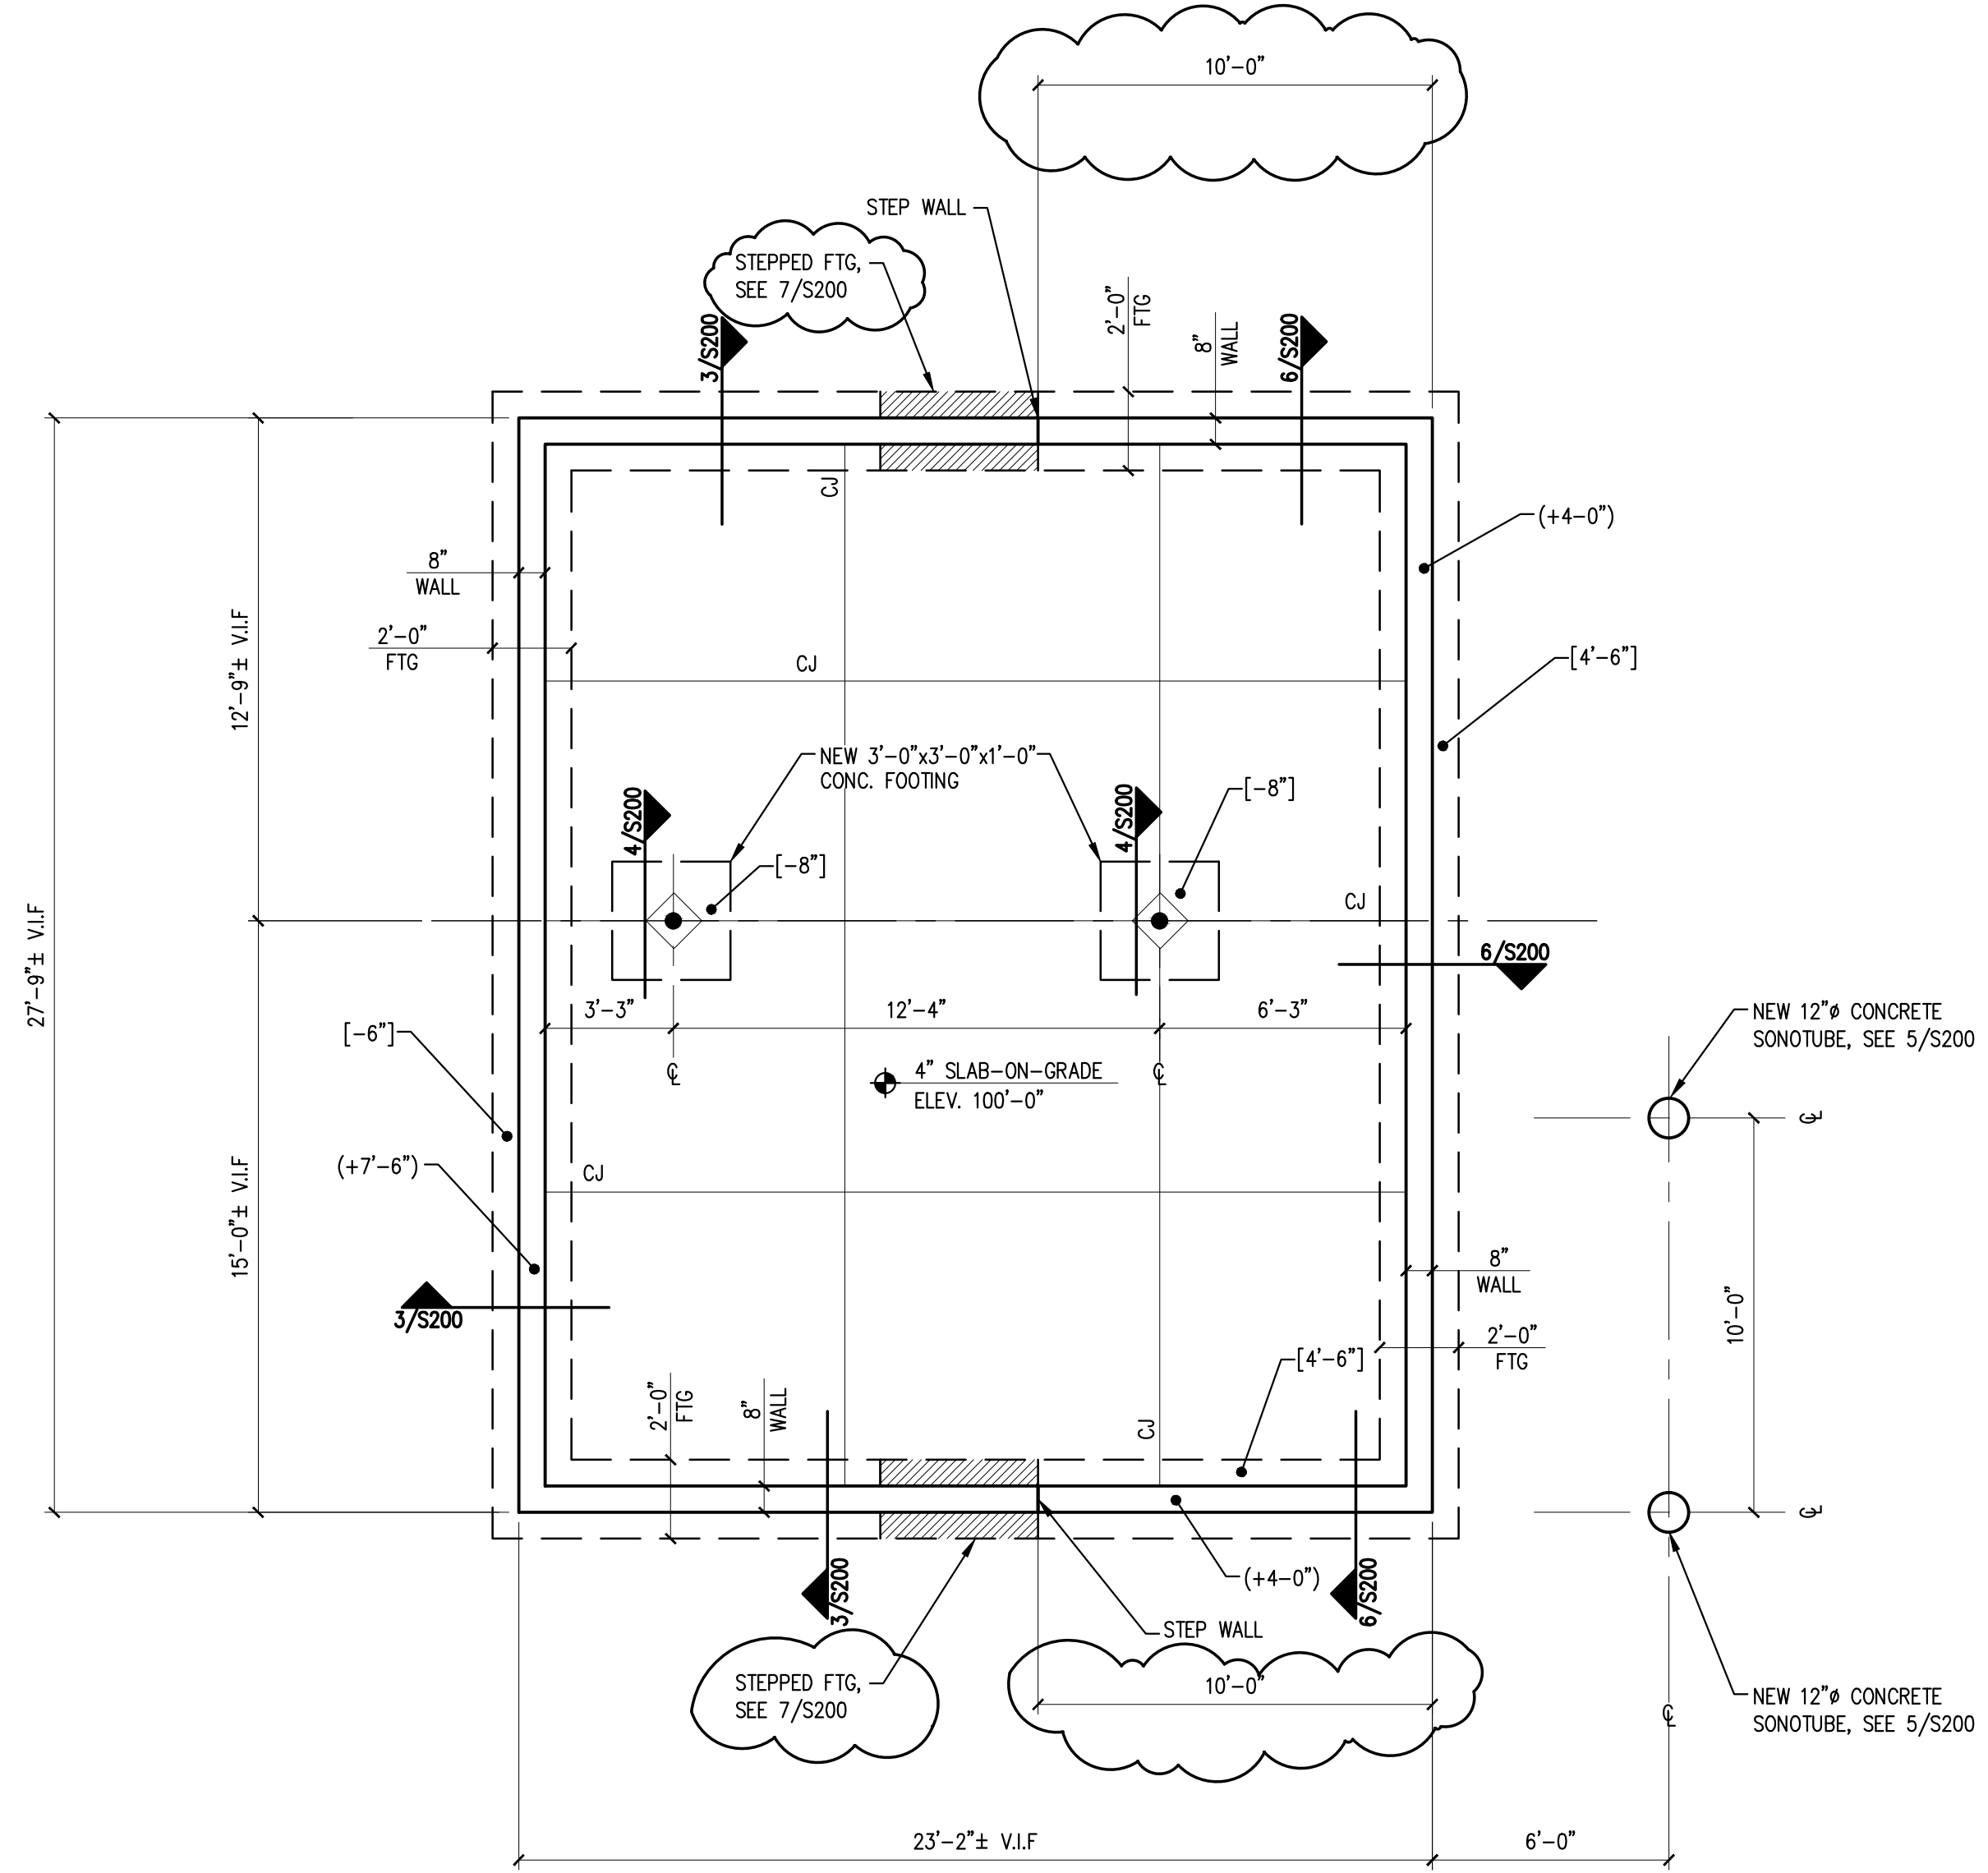 10'-0"
STEP WALL
STEPPED FTG,
SEE 7/S200
3/S200
2'-0"
FTG
8"
WALL
6/S200
CJ
(+4-0")
8"
WALL
2'-0"
FTG
12'-9"± V.I.F
CJ
[4'-6"]
NEW 3'-0"x3'-0"x1'-0"
CONC. FOOTING
4/S200
4/S200
[-8"]
[-8"]
CJ
27'-9"± V.I.F
6/S200
3'-3"
12'-4"
6'-3"
[-6"]
NEW 12"ø CONCRETE
SONOTUBE, SEE 5/S200
℄
℄
4" SLAB-ON-GRADE
ELEV. 100'-0"
℄
(+7'-6")
CJ
15'-0"± V.I.F
8"
WALL
3/S200
10'-0"
2'-0"
FTG
[4'-6"]
2'-0"
FTG
8"
WALL
CJ
℄
3/S200
(+4-0")
6/S200
STEP WALL
STEPPED FTG,
SEE 7/S200
10'-0"
NEW 12"ø CONCRETE
SONOTUBE, SEE 5/S200
℄
23'-2"± V.I.F
6'-0"